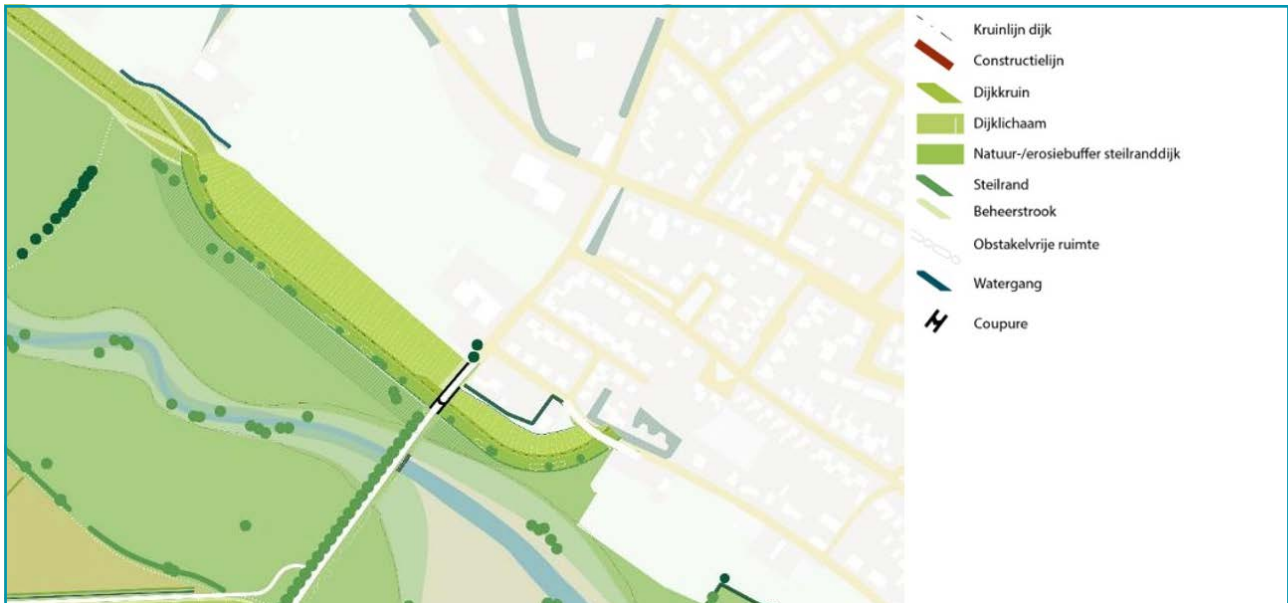 Kruinlijn dijk
Constructielijn
Dijkkruin
Dijklichaam
Natuur-/erosiebuffer steilranddijk
Steilrand
Beheerstrook
Obstakelvrije ruimte
Watergang
Coupure